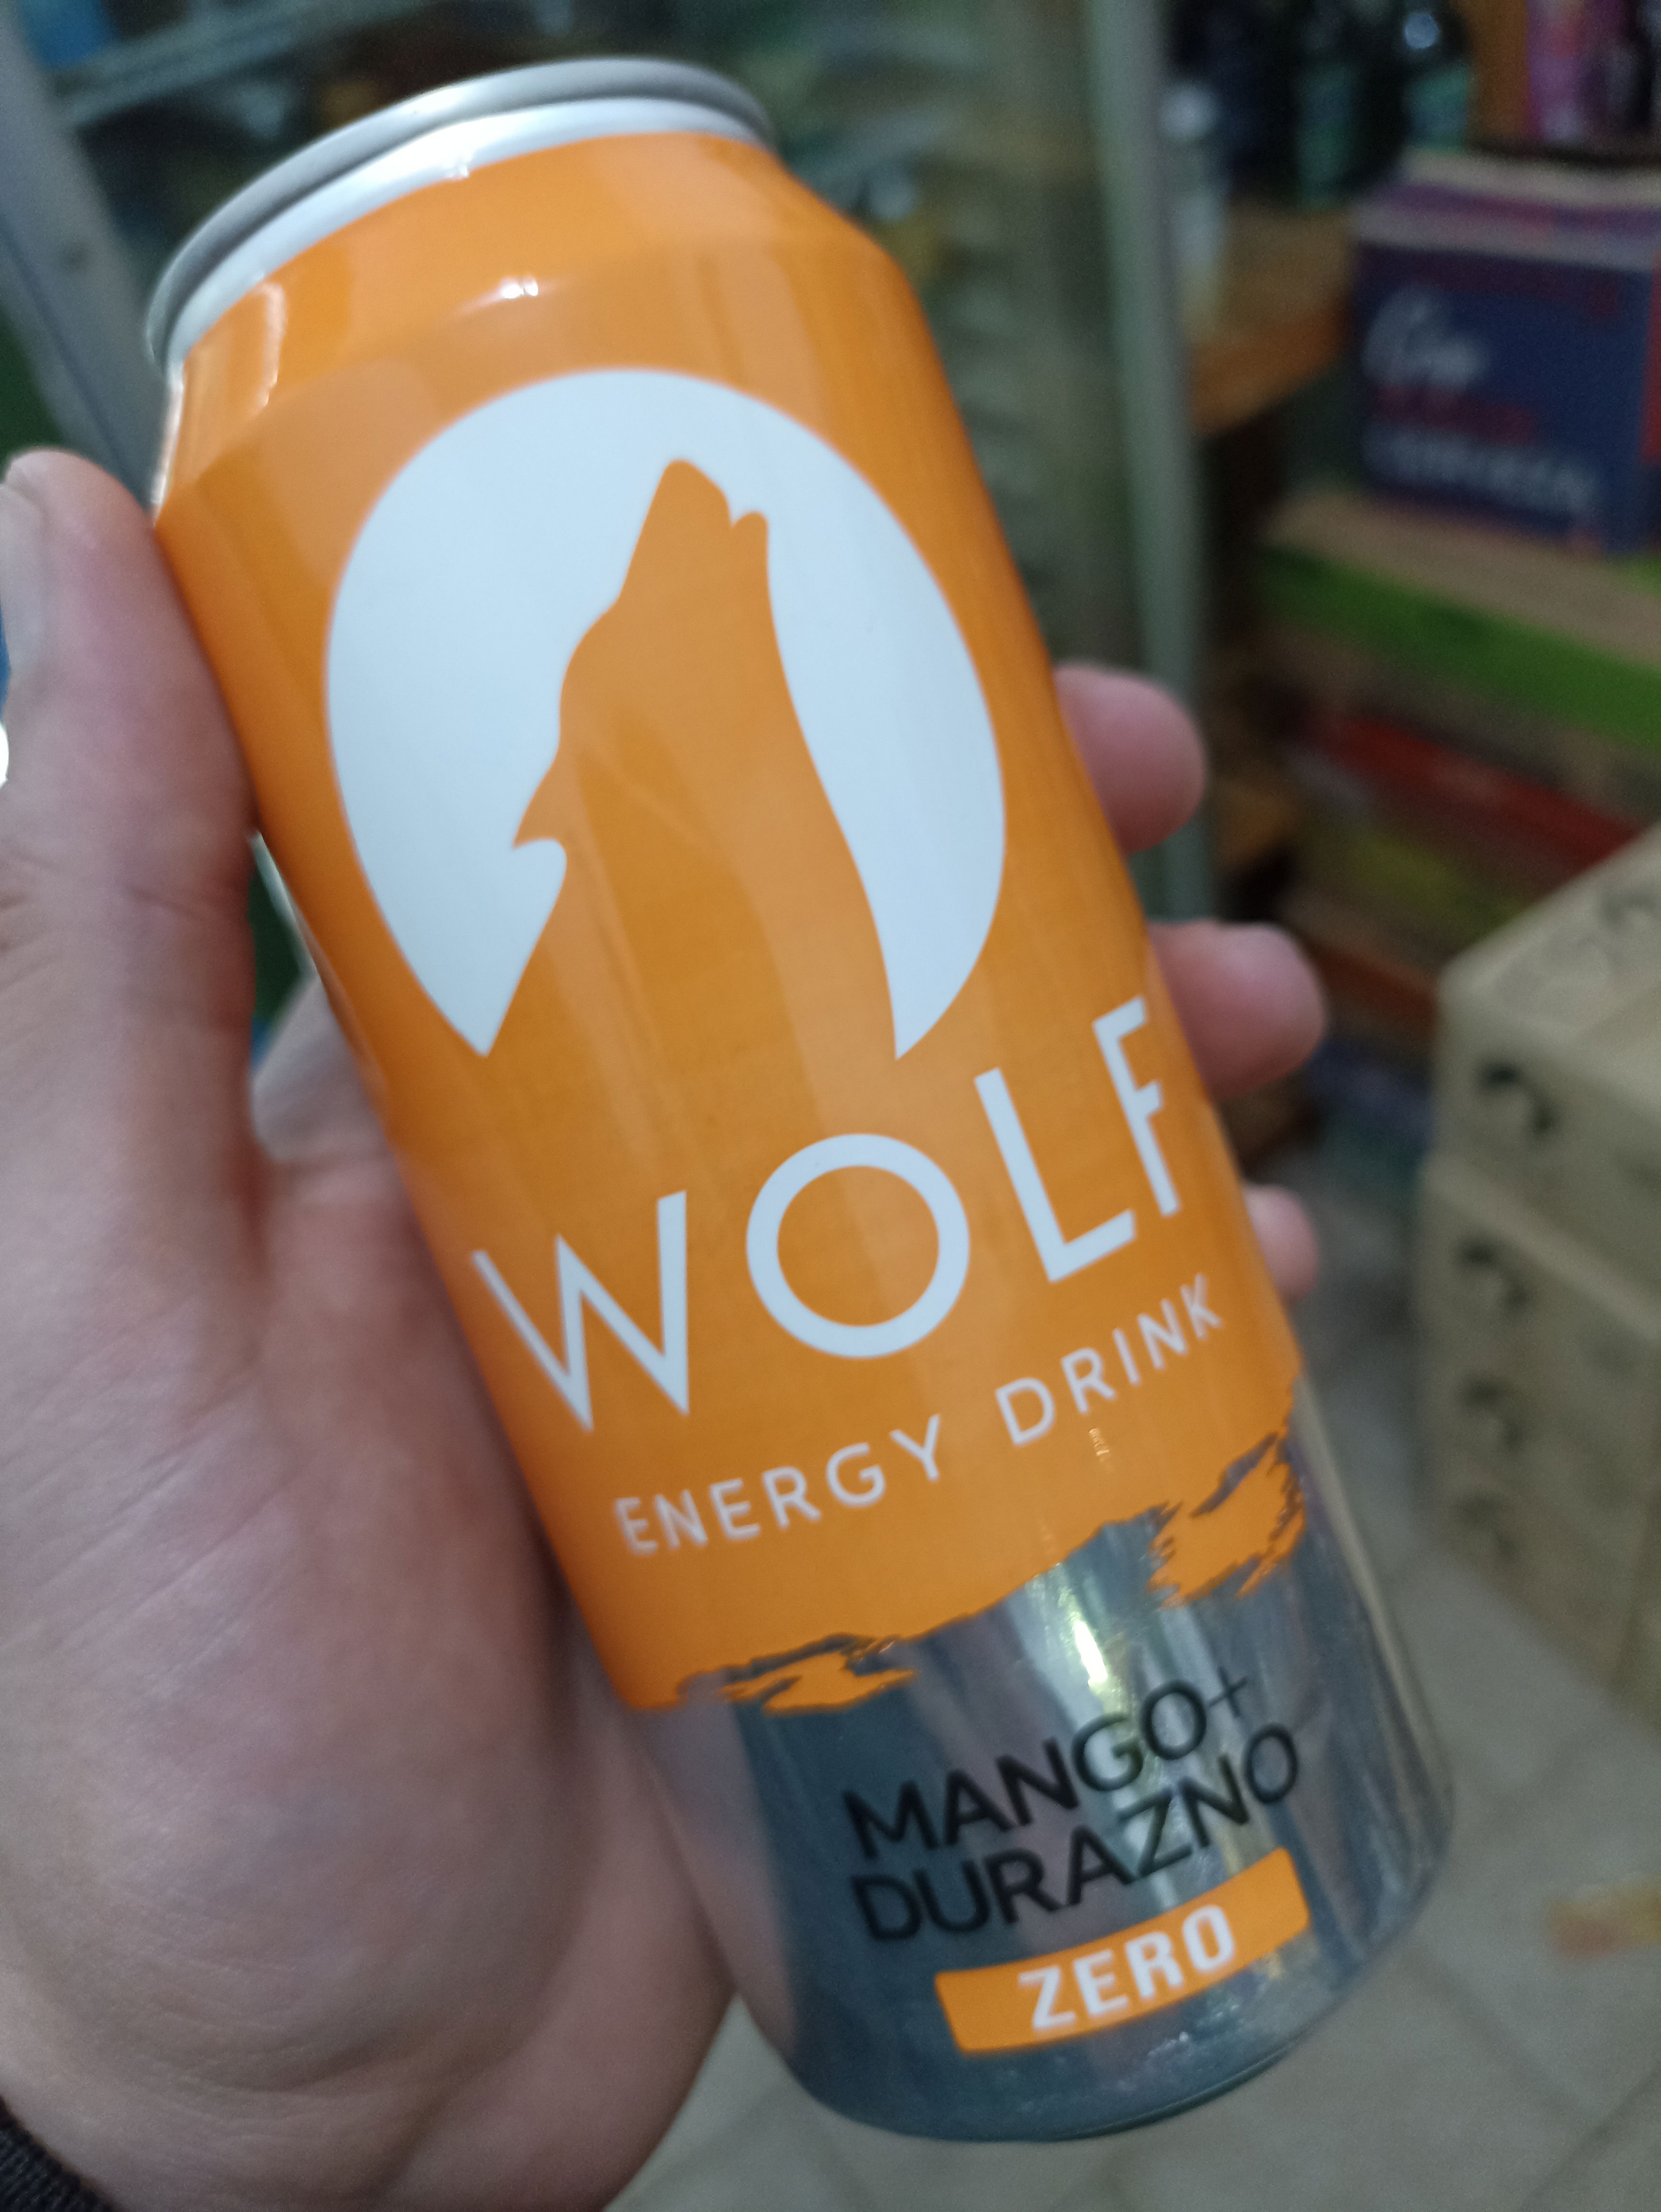 WOLF
ENERGY DRINK
MANGO+
DURAZNO
ZERO